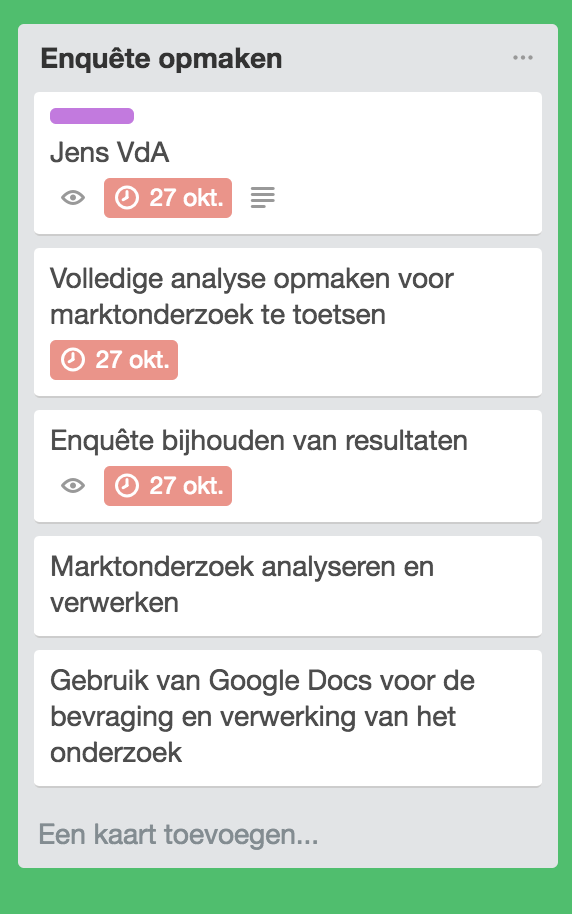 Enquête opmaken
Jens VdA
27 okt.
Volledige analyse opmaken voor
marktonderzoek te toetsen
27 okt.
Enquête bijhouden van resultaten
27 okt.
Marktonderzoek analyseren en
verwerken
Gebruik van Google Docs voor de
bevraging en verwerking van het
onderzoek
Een kaart toevoegen...